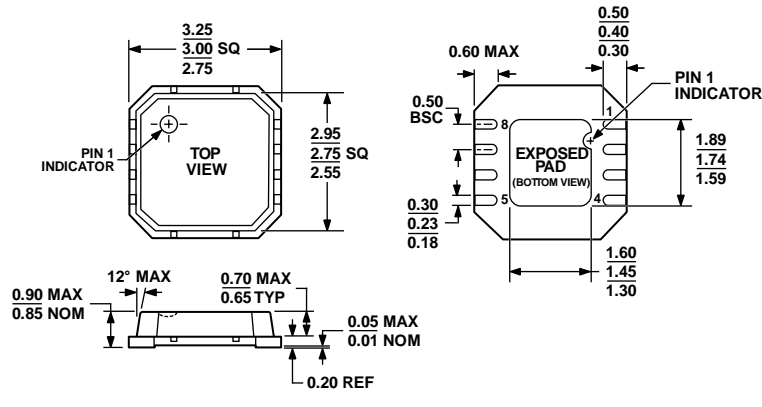 3.25
3.00 SQ
2.75
PIN 1
INDICATOR
TOP
VIEW
2.95
2.75 SQ
2.55
0.60 MAX
0.50
0.40
0.30
PIN 1
INDICATOR
0.50
BSC
8
1
EXPOSED
PAD
(BOTTOM VIEW)
5
4
1.89
1.74
1.59
0.30
0.23
0.18
1.60
1.45
1.30
12° MAX
0.90 MAX
0.85 NOM
0.70 MAX
0.65 TYP
0.05 MAX
0.01 NOM
0.20 REF